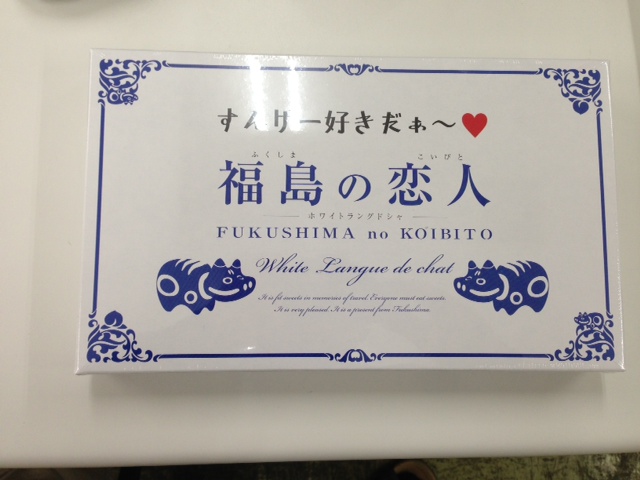 すんげー好きだぁ～♥
ふくしま こいびと
福島の恋人
ホワイトラングドシャ
FUKUSHIMA no KOIBITO
White Langue de chat
It is fit sweets in memories of travel. Everyone must eat sweets.
It is very pleased. It is a present from Fukushima.